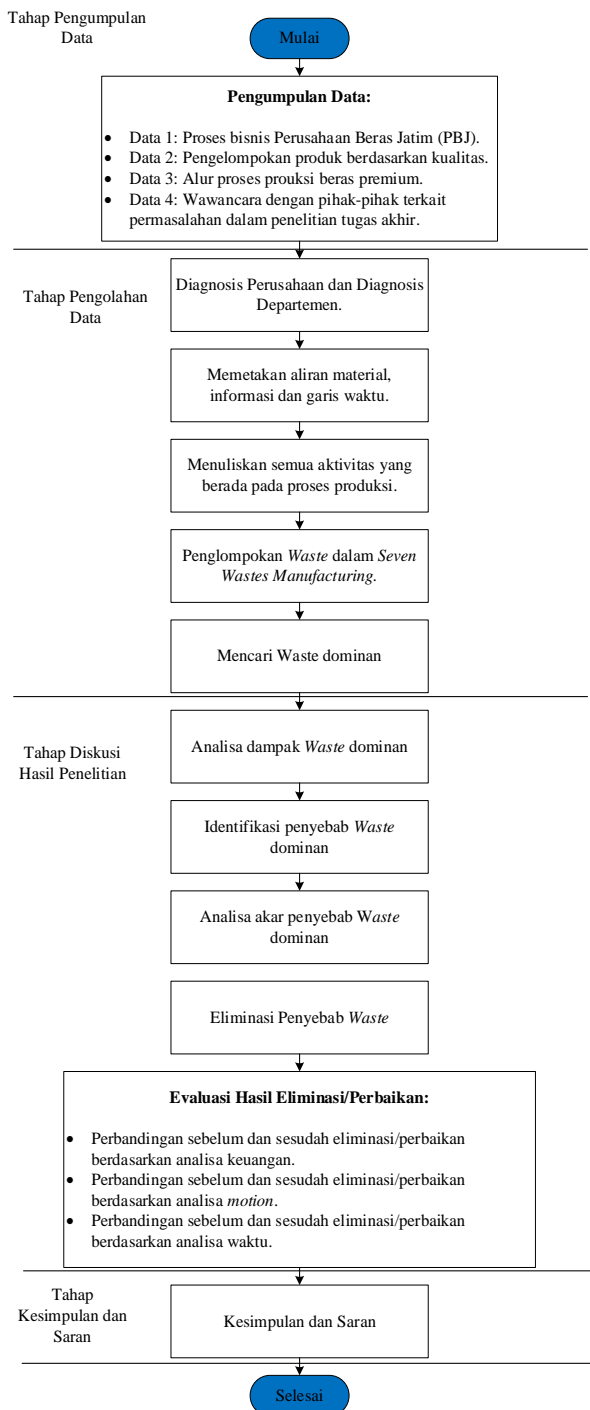 Tahap Pengumpulan
Data
Mulai
Pengumpulan Data:
• Data 1: Proses bisnis Perusahaan Beras Jatim (PBJ).
• Data 2: Pengelompokan produk berdasarkan kualitas.
• Data 3: Alur proses prouksi beras premium.
• Data 4: Wawancara dengan pihak-pihak terkait
permasalahan dalam penelitian tugas akhir.
Tahap Pengolahan
Data
Diagnosis Perusahaan dan Diagnosis
Departemen.
Memetakan aliran material,
informasi dan garis waktu.
Menuliskan semua aktivitas yang
berada pada proses produksi.
Penglompokan Waste dalam Seven
Wastes Manufacturing.
Mencari Waste dominan
Tahap Diskusi
Hasil Penelitian
Analisa dampak Waste dominan
Identifikasi penyebab Waste
dominan
Analisa akar penyebab Waste
dominan
Eliminasi Penyebab Waste
Evaluasi Hasil Eliminasi/Perbaikan:
• Perbandingan sebelum dan sesudah eliminasi/perbaikan
berdasarkan analisa keuangan.
• Perbandingan sebelum dan sesudah eliminasi/perbaikan
berdasarkan analisa motion.
• Perbandingan sebelum dan sesudah eliminasi/perbaikan
berdasarkan analisa waktu.
Tahap
Kesimpulan dan
Saran
Kesimpulan dan Saran
Selesai